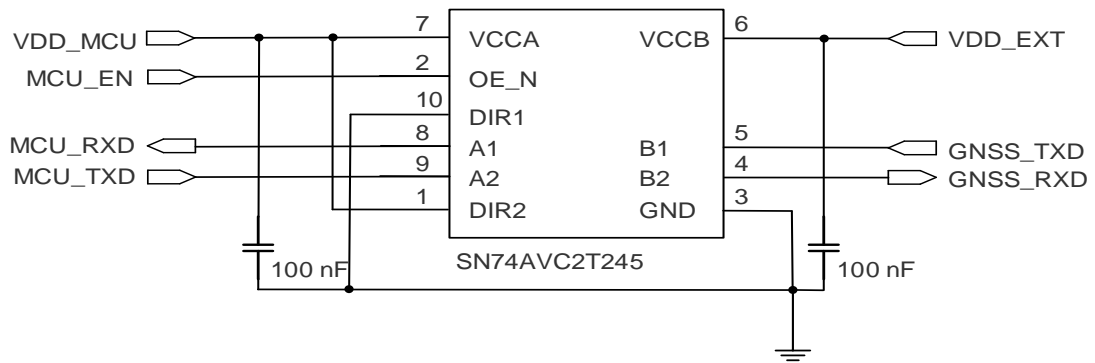 VDD_MCU 7 VCCA VCCB 6 VDD_EXT
MCU_EN 2 OE_N
10 DIR1
MCU_RXD 8 A1 B1 5 GNSS_TXD
MCU_TXD 9 A2 B2 4 GNSS_RXD
1 DIR2 GND 3
SN74AVC2T245
100 nF 100 nF